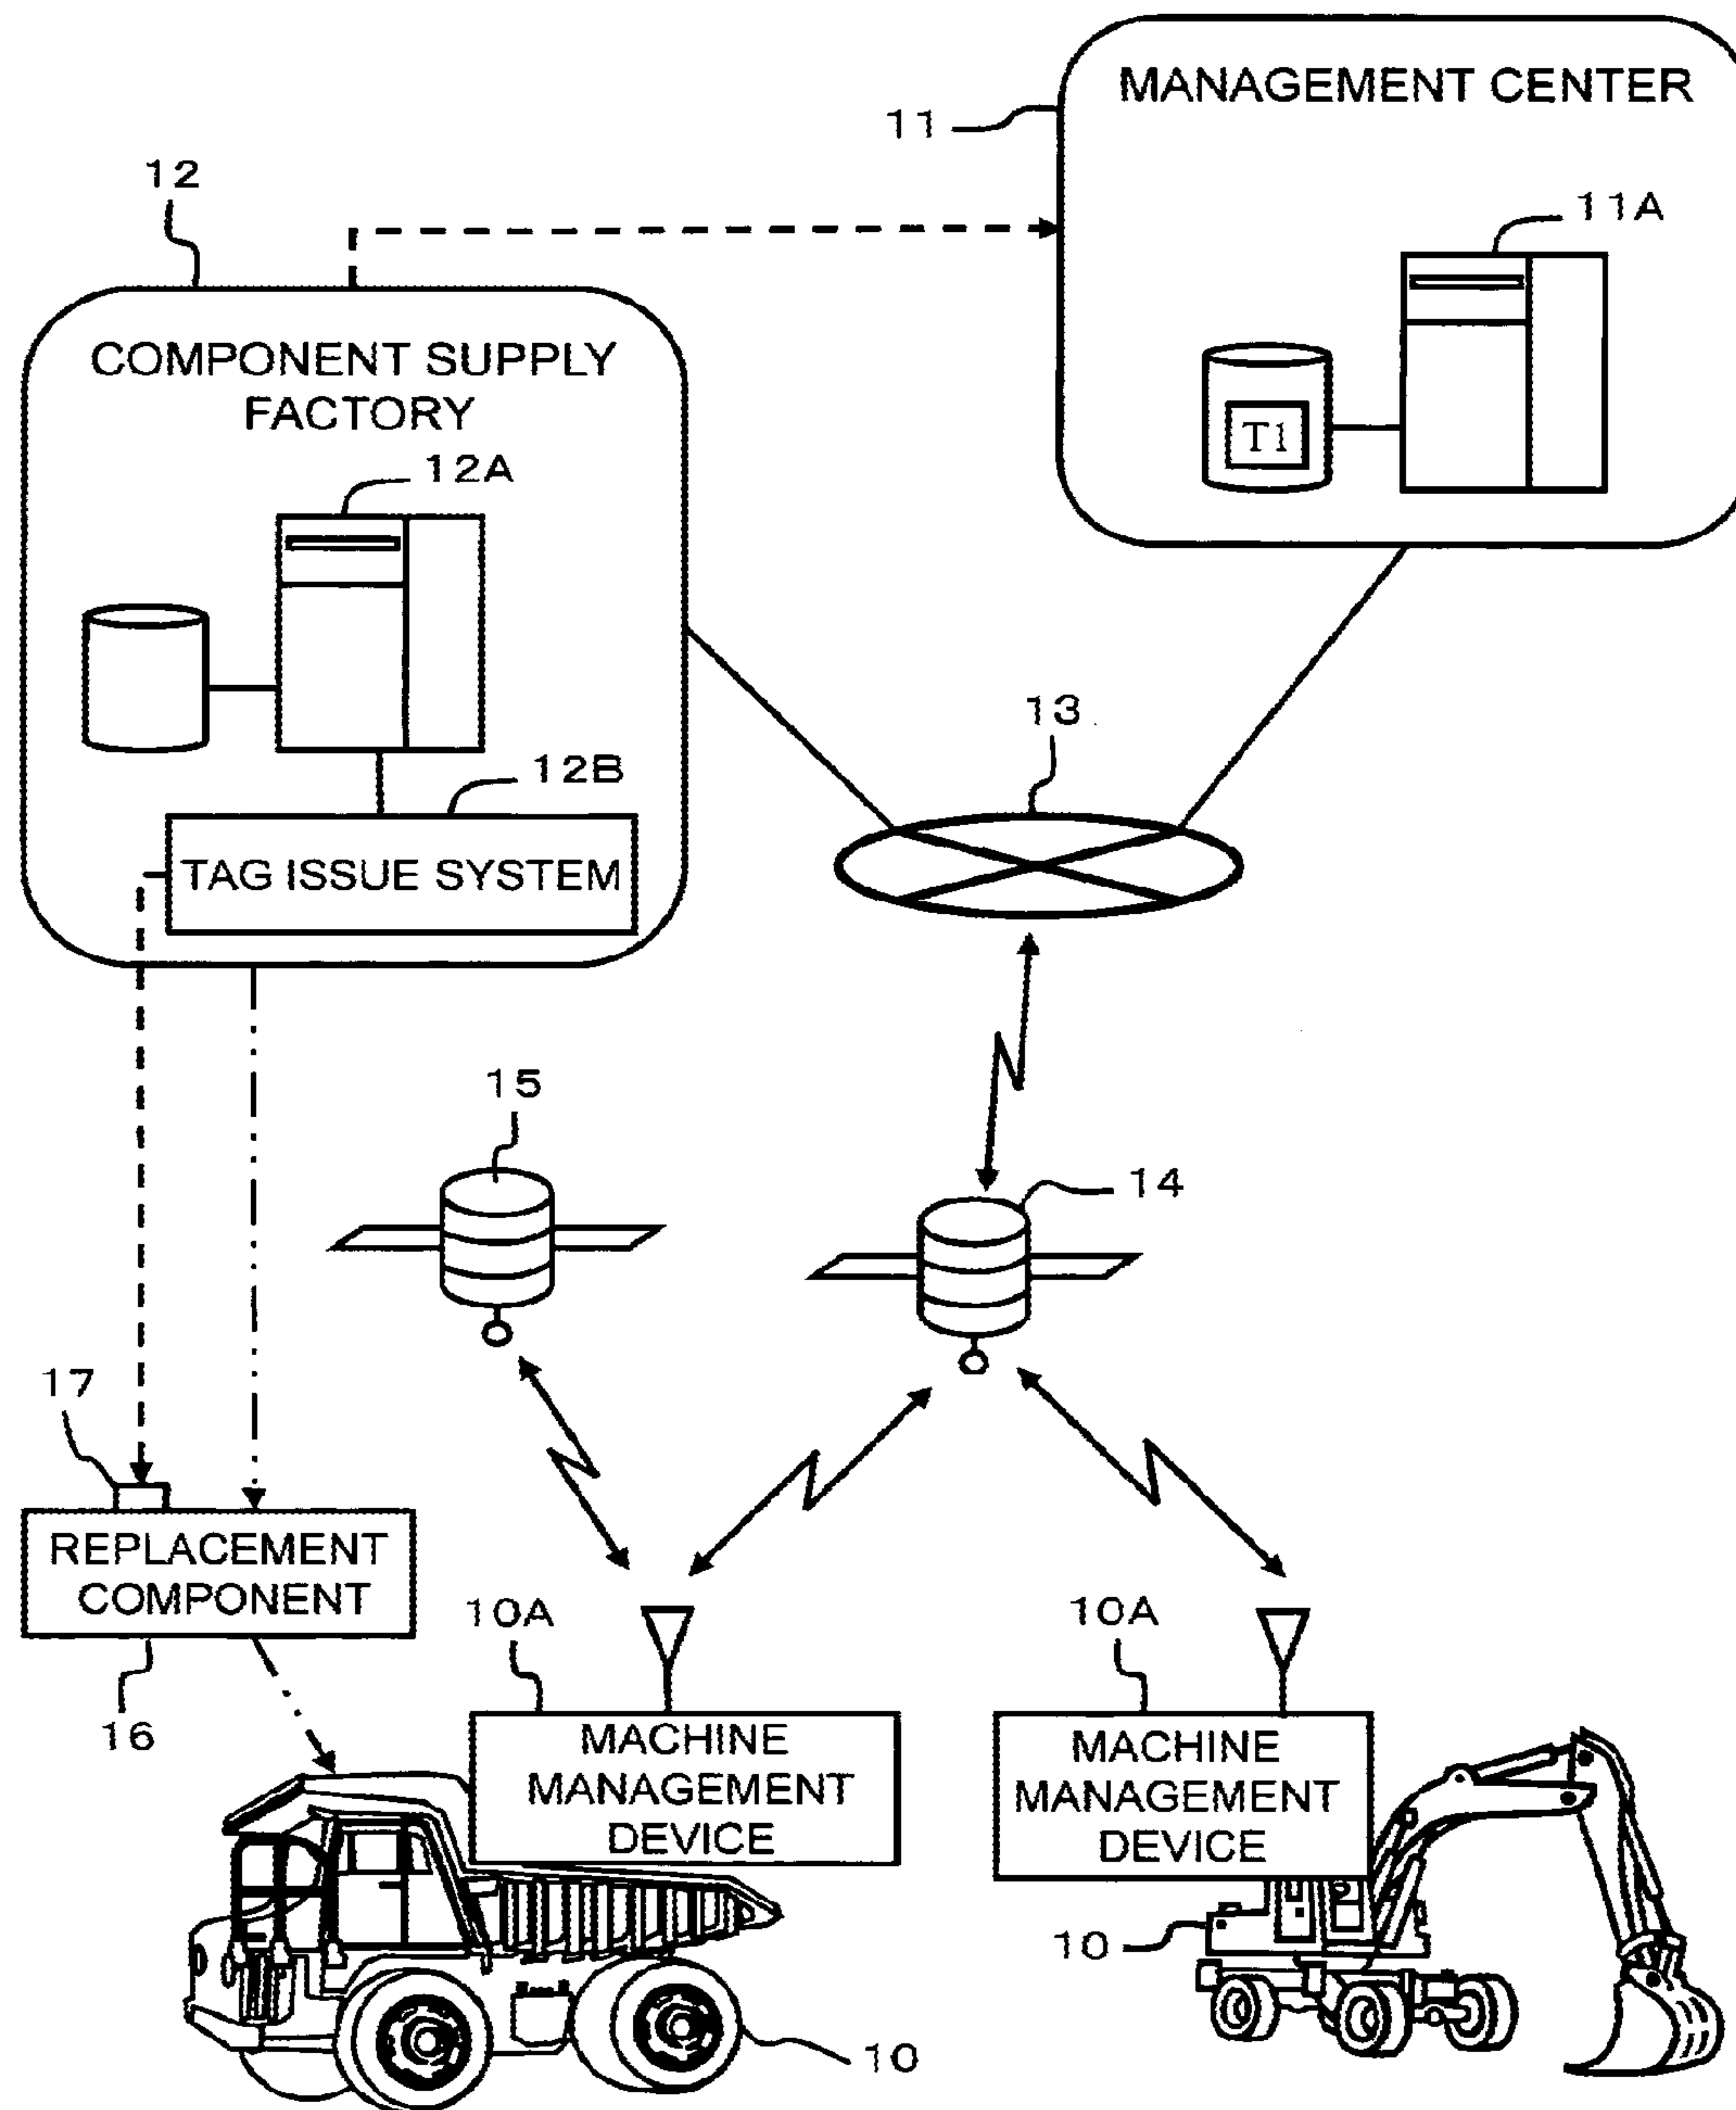 MANAGEMENT CENTER
11
12
11A
COMPONENT SUPPLY
FACTORY
T1
12A
13
12B
TAG ISSUE SYSTEM
15
14
17
REPLACEMENT
COMPONENT
16
10A
10A
MACHINE
MANAGEMENT
DEVICE
MACHINE
MANAGEMENT
DEVICE
10
10